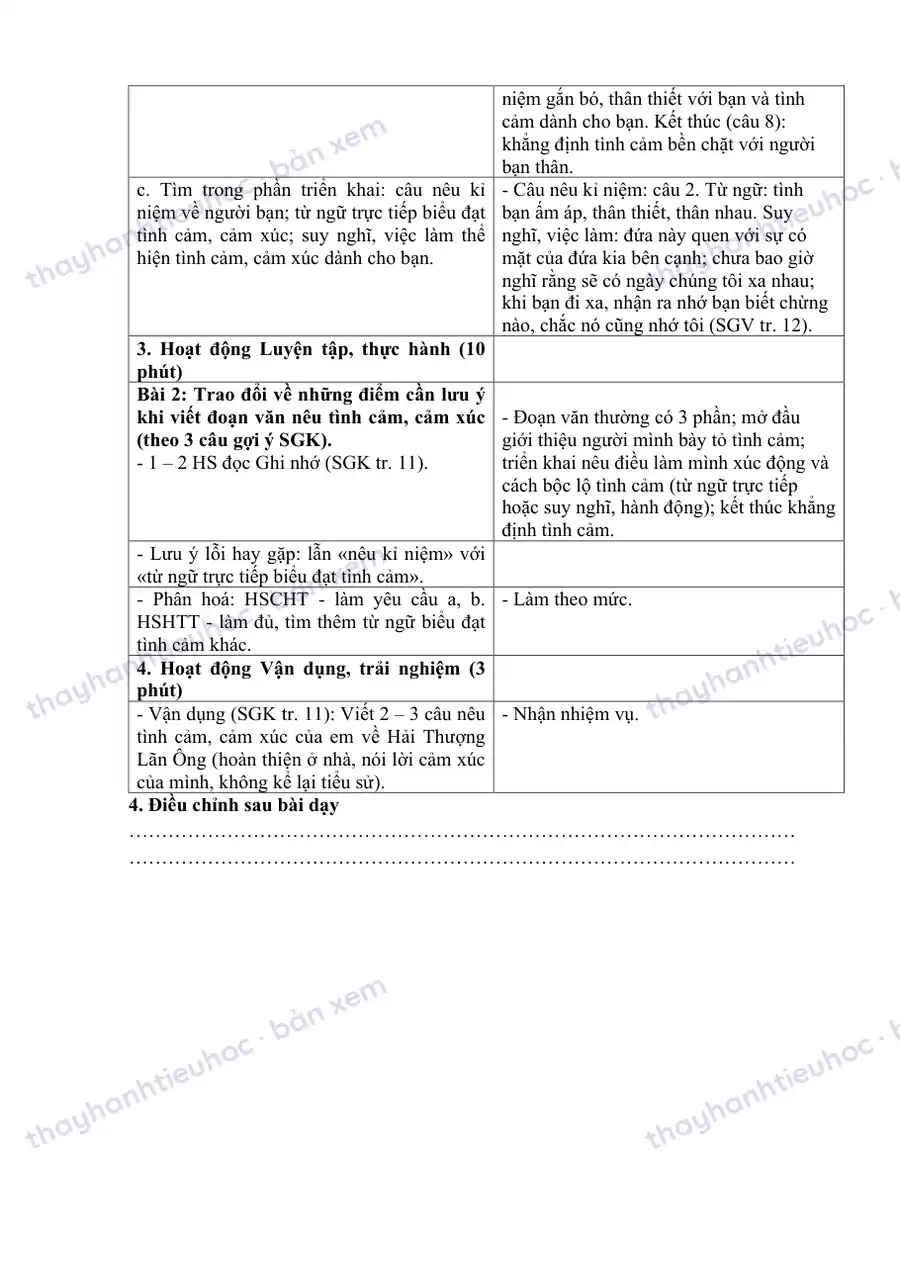 niệm gắn bó, thân thiết với bạn và tình
cảm dành cho bạn. Kết thúc (câu 8):
khẳng định tình cảm bền chặt với người
bạn thân.
c. Tìm trong phần triển khai: câu nêu kỉ
niệm về người bạn; từ ngữ trực tiếp biểu đạt
tình cảm, cảm xúc; suy nghĩ, việc làm thể
hiện tình cảm, cảm xúc dành cho bạn.
- Câu nêu kỉ niệm: câu 2. Từ ngữ: tình
bạn ấm áp, thân thiết, thân nhau. Suy
nghĩ, việc làm: đứa này quen với sự có
mặt của đứa kia bên cạnh; chưa bao giờ
nghĩ rằng sẽ có ngày chúng tôi xa nhau;
khi bạn đi xa, nhận ra nhớ bạn biết chừng
nào, chắc nó cũng nhớ tôi (SGV tr. 12).
3. Hoạt động Luyện tập, thực hành (10
phút)
Bài 2: Trao đổi về những điểm cần lưu ý
khi viết đoạn văn nêu tình cảm, cảm xúc
(theo 3 câu gợi ý SGK).
- 1 – 2 HS đọc Ghi nhớ (SGK tr. 11).
- Đoạn văn thường có 3 phần; mở đầu
giới thiệu người mình bày tỏ tình cảm;
triển khai nêu điều làm mình xúc động và
cách bộc lộ tình cảm (từ ngữ trực tiếp
hoặc suy nghĩ, hành động); kết thúc khẳng
định tình cảm.
- Lưu ý lỗi hay gặp: lẫn «nêu kỉ niệm» với
«từ ngữ trực tiếp biểu đạt tình cảm».
- Phân hoá: HSCHT - làm yêu cầu a, b.
HSHTT - làm đủ, tìm thêm từ ngữ biểu đạt
tình cảm khác.
- Làm theo mức.
4. Hoạt động Vận dụng, trải nghiệm (3
phút)
- Vận dụng (SGK tr. 11): Viết 2 – 3 câu nêu
tình cảm, cảm xúc của em về Hải Thượng
Lãn Ông (hoàn thiện ở nhà, nói lời cảm xúc
của mình, không kể lại tiểu sử).
- Nhận nhiệm vụ.
4. Điều chỉnh sau bài dạy
…………………………………………………………………………………………
…………………………………………………………………………………………
thayhanhtieuhoc · bản xem
thayhanhtieuhoc · b
thayhanhtieuhoc · bản xem
thayhanhtieuhoc · b
thayhanhtieuhoc · bản xem
thayhanhtieuhoc · b